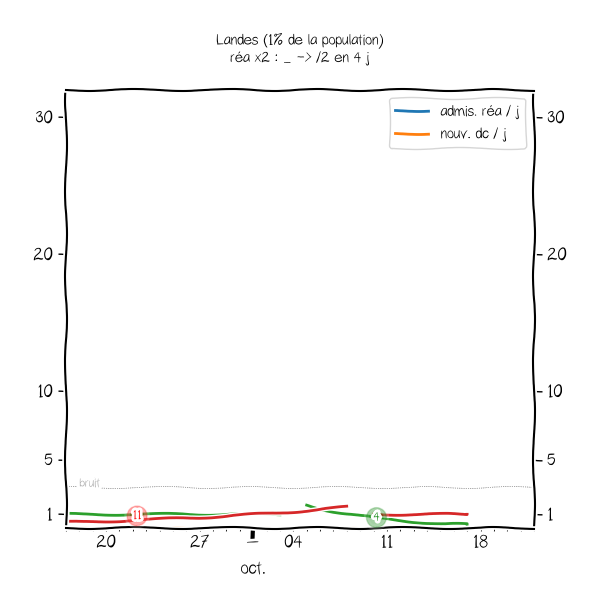 Landes (1% de la population)
réa x2 : _ -> /2 en 4 j
30
30
admis. réa / j
nouv. dc / j
20
20
10
10
5
5
bruit
1
11
4
1
20
27
04
11
18
oct.